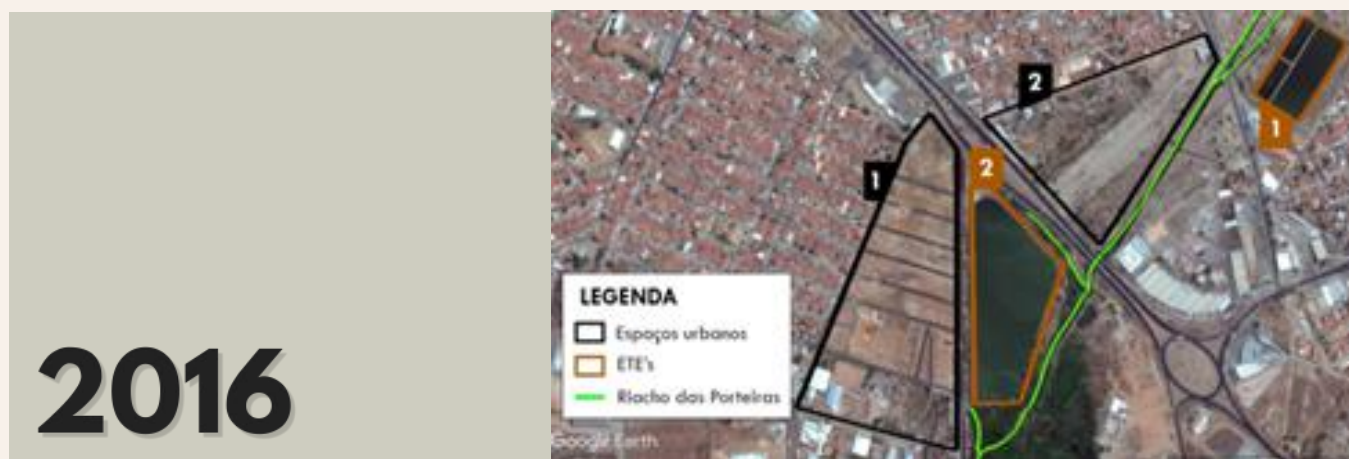 2016
2
1
2
1
LEGENDA
Espaços urbanos
ETE's
Riacho das Porteiras
Google Earth